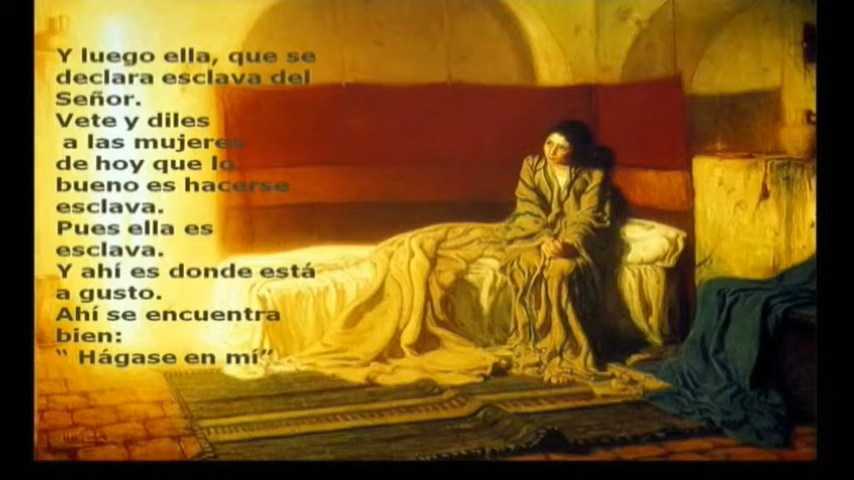 Y luego ella, que se
declara esclava del
Señor.
Vete y diles
a las mujeres
de hoy que lo
bueno es hacerse
esclava.
Pues ella es
esclava.
Y ahí es donde está
a gusto.
Ahí se encuentra
bien:
“ Hágase en mí”